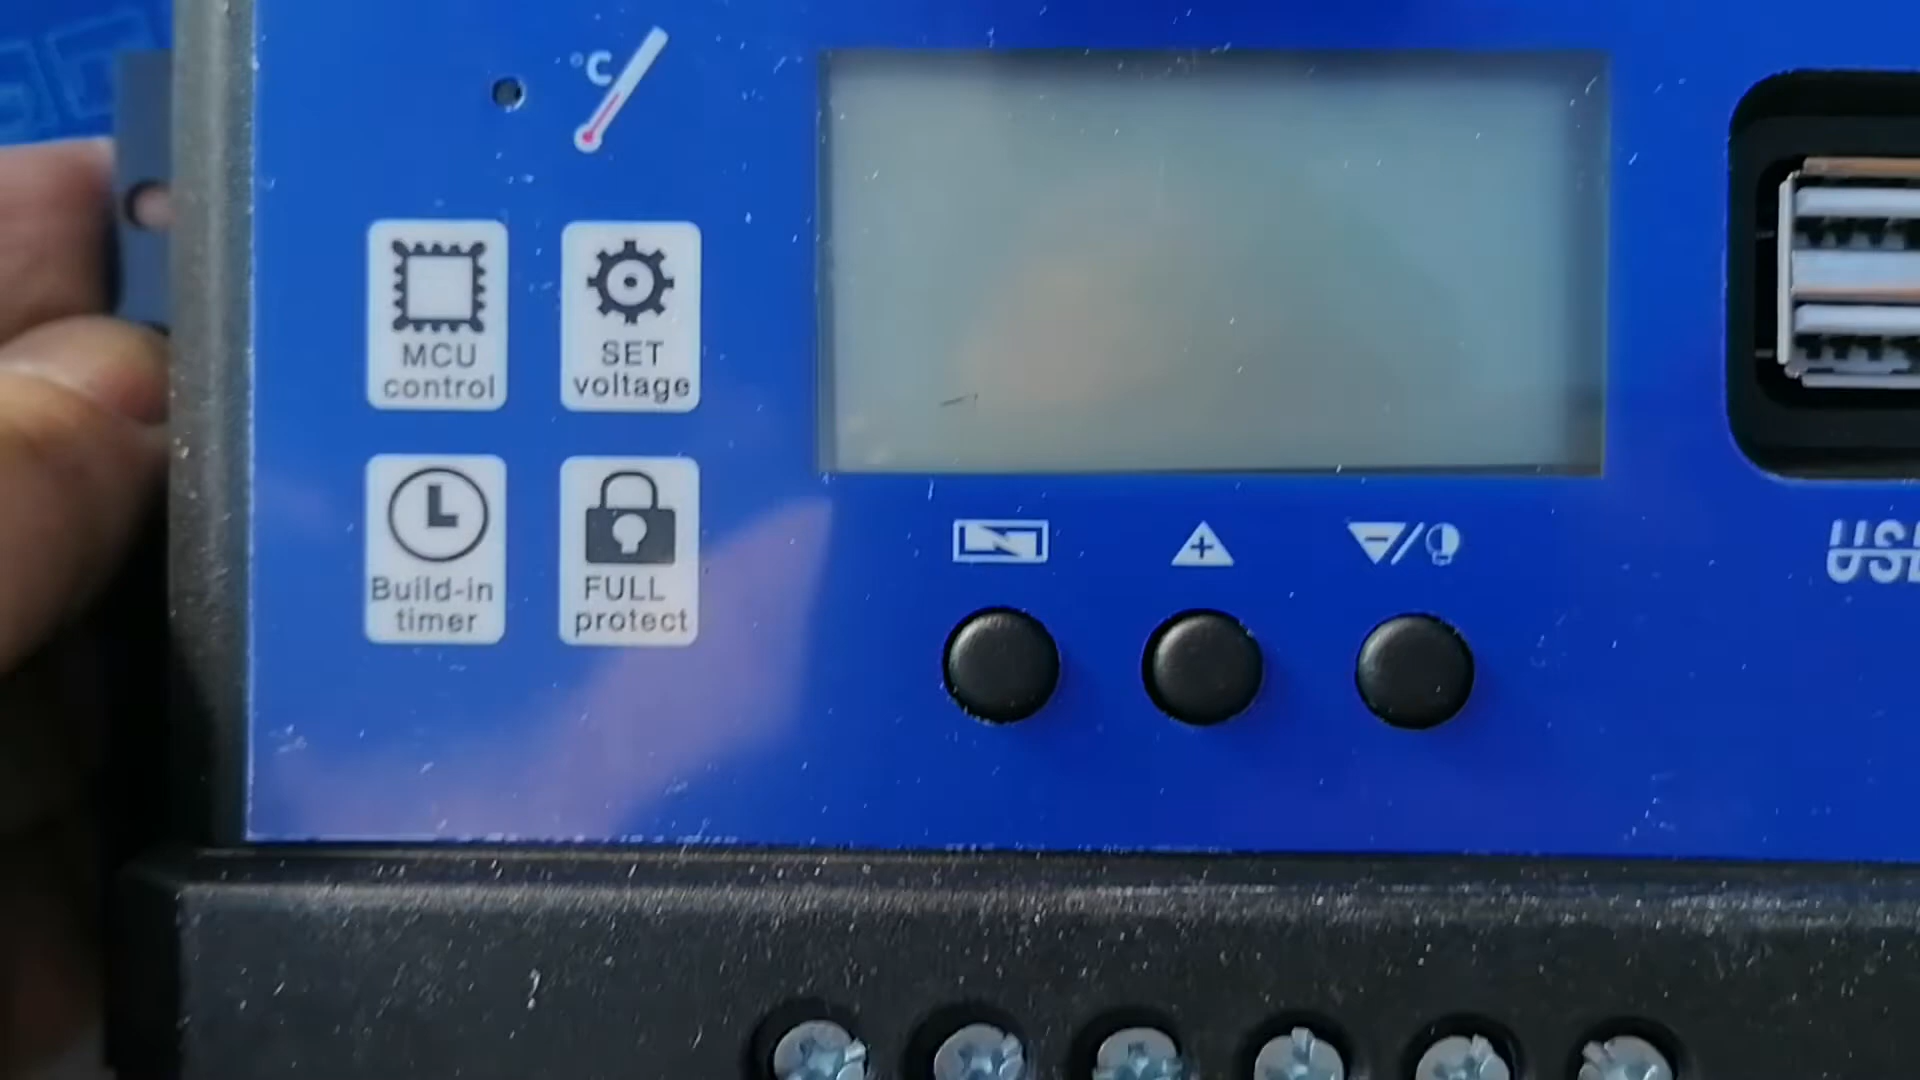 °C
MCU
control
SET
voltage
Build-in
timer
FULL
protect